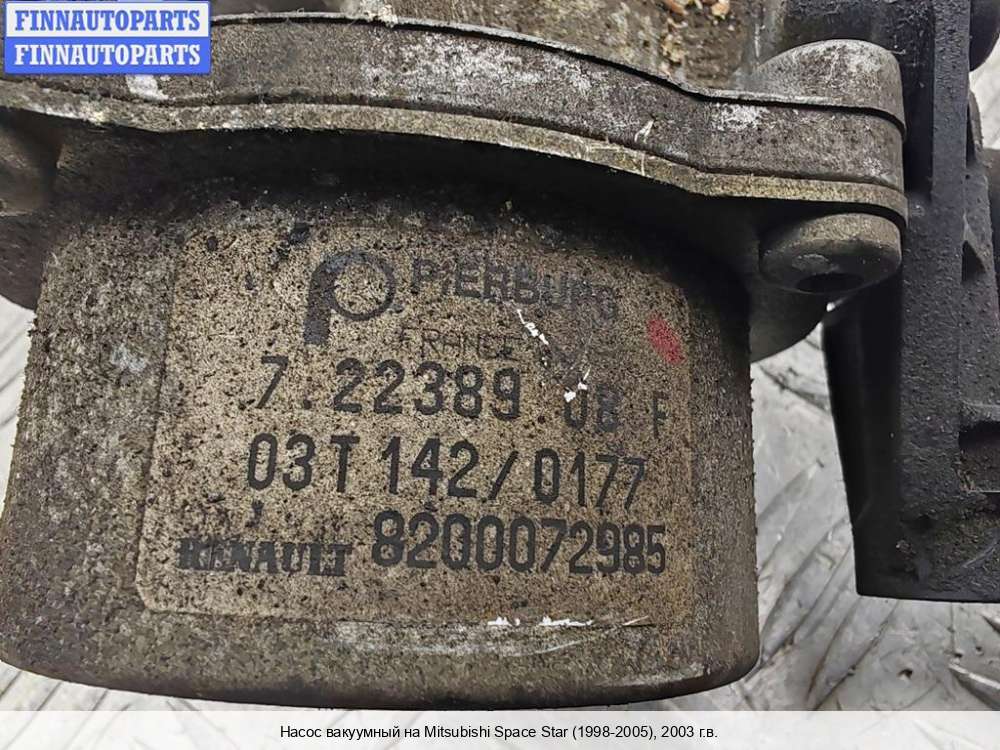 FINNAUTOPARTS
FINNAUTOPARTS
PIERBURG
FRANCE
7.22389.08 F
03T 142/0177
RENAULT 8200072985
Насос вакуумный на Mitsubishi Space Star (1998-2005), 2003 г.в.